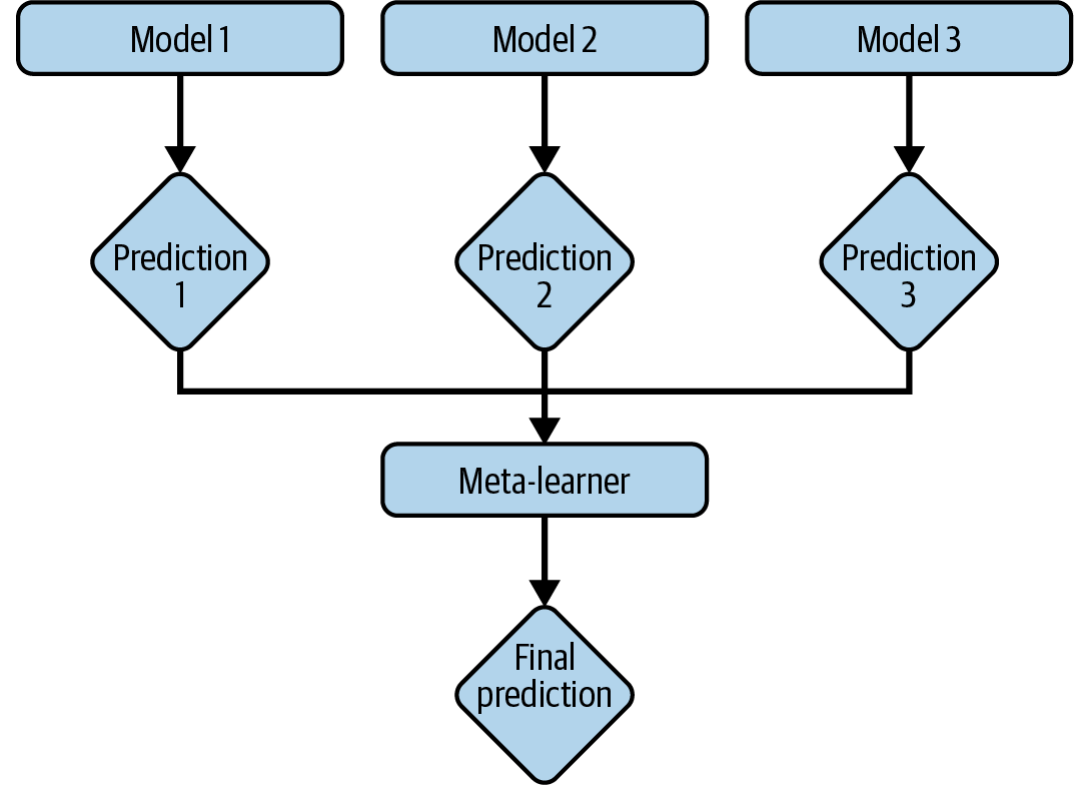 Model 1
Model 2
Model 3
Prediction
1
Prediction
2
Prediction
3
Meta-learner
Final
prediction